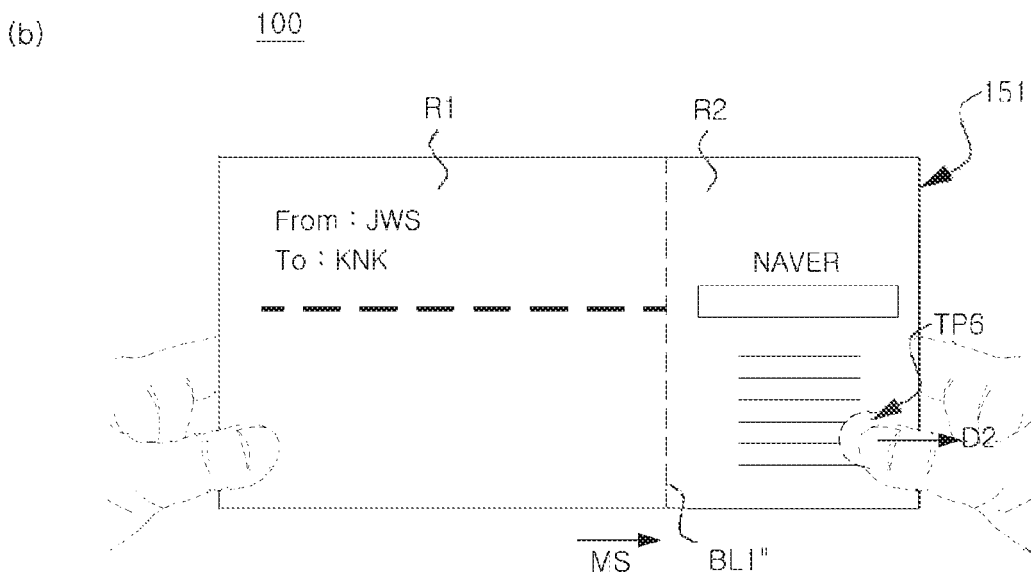 (b)
100
151
R1
R2
From : JWS
To : KNK
NAVER
TP6
D2
MS
BL1"